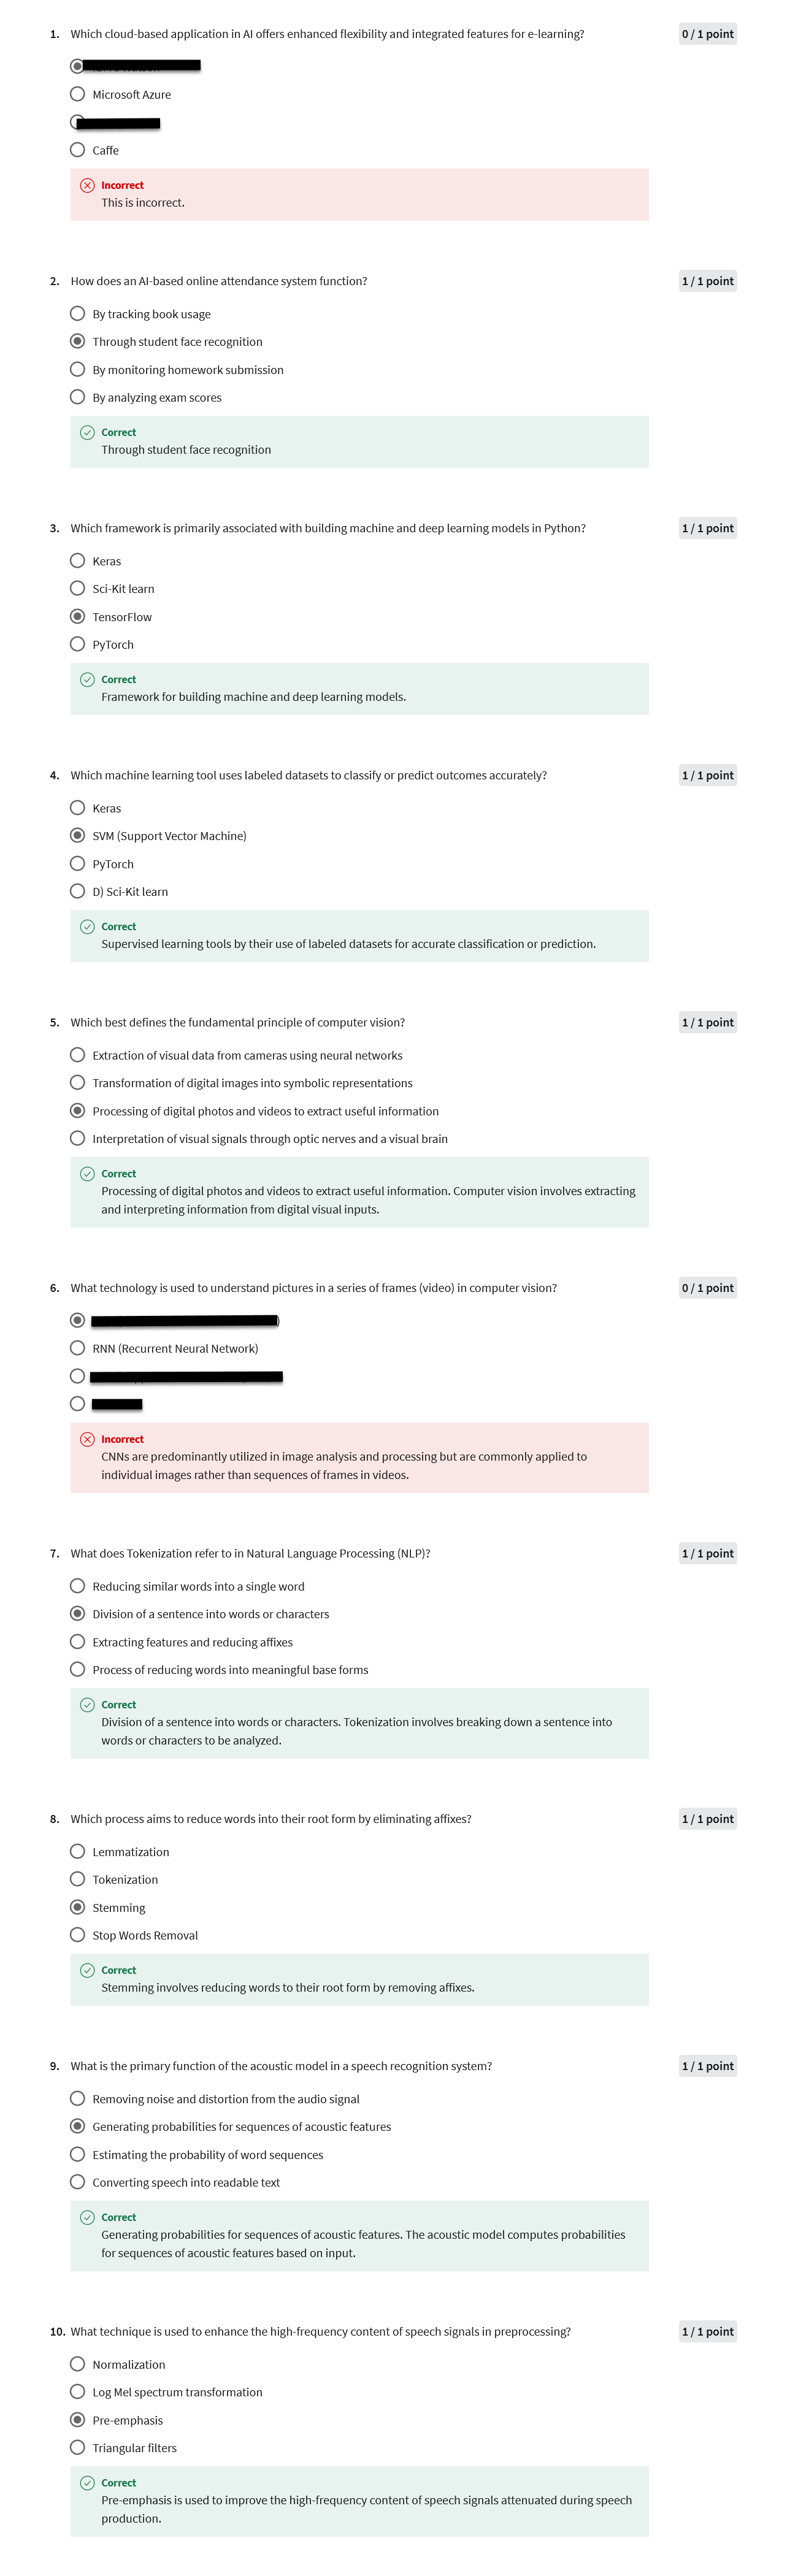 1. Which cloud-based application in AI offers enhanced flexibility and integrated features for e-learning?
0 / 1 point
Microsoft Azure
Caffe
Incorrect
This is incorrect.
2. How does an AI-based online attendance system function?
1 / 1 point
By tracking book usage
Through student face recognition
By monitoring homework submission
By analyzing exam scores
Correct
Through student face recognition
3. Which framework is primarily associated with building machine and deep learning models in Python?
1 / 1 point
Keras
Sci-Kit learn
TensorFlow
PyTorch
Correct
Framework for building machine and deep learning models.
4. Which machine learning tool uses labeled datasets to classify or predict outcomes accurately?
1 / 1 point
Keras
SVM (Support Vector Machine)
PyTorch
D) Sci-Kit learn
Correct
Supervised learning tools by their use of labeled datasets for accurate classification or prediction.
5. Which best defines the fundamental principle of computer vision?
1 / 1 point
Extraction of visual data from cameras using neural networks
Transformation of digital images into symbolic representations
Processing of digital photos and videos to extract useful information
Interpretation of visual signals through optic nerves and a visual brain
Correct
Processing of digital photos and videos to extract useful information. Computer vision involves extracting
and interpreting information from digital visual inputs.
6. What technology is used to understand pictures in a series of frames (video) in computer vision?
0 / 1 point
RNN (Recurrent Neural Network)
Incorrect
CNNs are predominantly utilized in image analysis and processing but are commonly applied to
individual images rather than sequences of frames in videos.
7. What does Tokenization refer to in Natural Language Processing (NLP)?
1 / 1 point
Reducing similar words into a single word
Division of a sentence into words or characters
Extracting features and reducing affixes
Process of reducing words into meaningful base forms
Correct
Division of a sentence into words or characters. Tokenization involves breaking down a sentence into
words or characters to be analyzed.
8. Which process aims to reduce words into their root form by eliminating affixes?
1 / 1 point
Lemmatization
Tokenization
Stemming
Stop Words Removal
Correct
Stemming involves reducing words to their root form by removing affixes.
9. What is the primary function of the acoustic model in a speech recognition system?
1 / 1 point
Removing noise and distortion from the audio signal
Generating probabilities for sequences of acoustic features
Estimating the probability of word sequences
Converting speech into readable text
Correct
Generating probabilities for sequences of acoustic features. The acoustic model computes probabilities
for sequences of acoustic features based on input.
10. What technique is used to enhance the high-frequency content of speech signals in preprocessing?
1 / 1 point
Normalization
Log Mel spectrum transformation
Pre-emphasis
Triangular filters
Correct
Pre-emphasis is used to improve the high-frequency content of speech signals attenuated during speech
production.